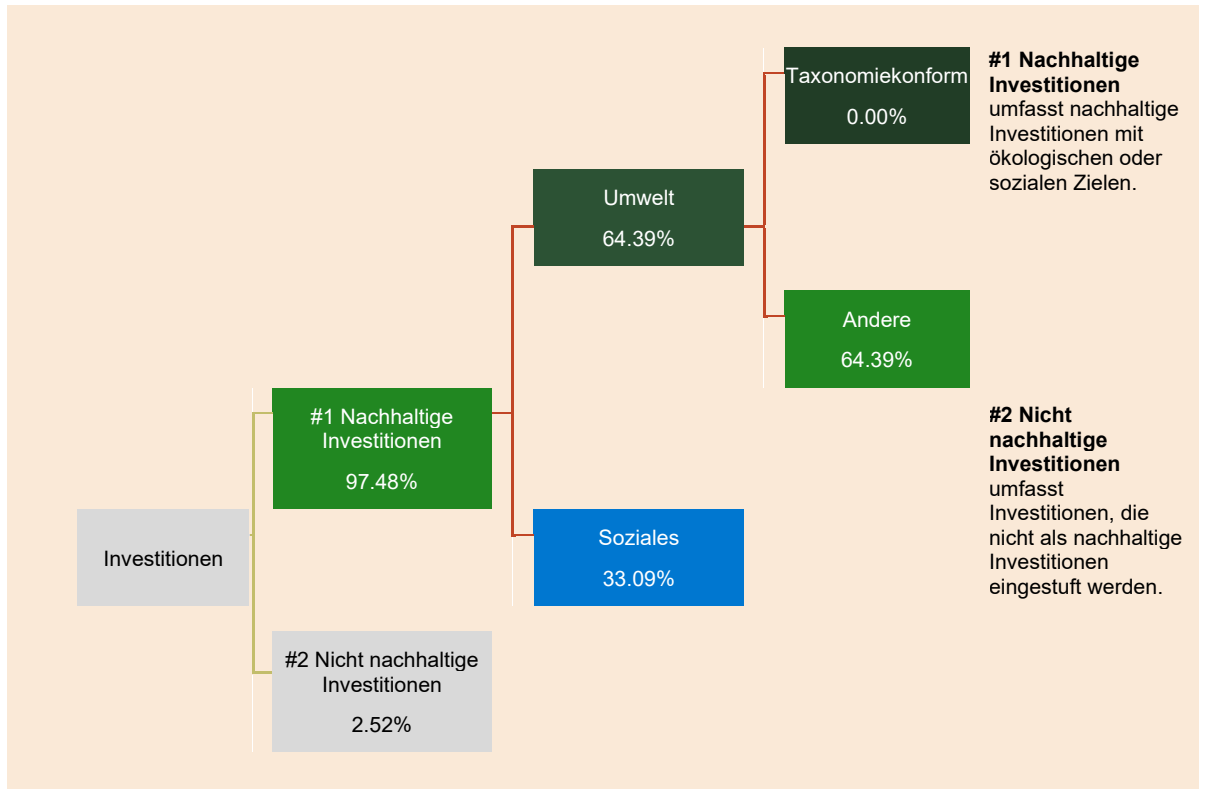 Taxonomiekonform
0.00%
Umwelt
64.39%
Andere
64.39%
#1 Nachhaltige
Investitionen
97.48%
Soziales
33.09%
Investitionen
#2 Nicht nachhaltige
Investitionen
2.52%
#1 Nachhaltige
Investitionen
umfasst nachhaltige
Investitionen mit
ökologischen oder
sozialen Zielen.
#2 Nicht
nachhaltige
Investitionen
umfasst
Investitionen, die
nicht als nachhaltige
Investitionen
eingestuft werden.